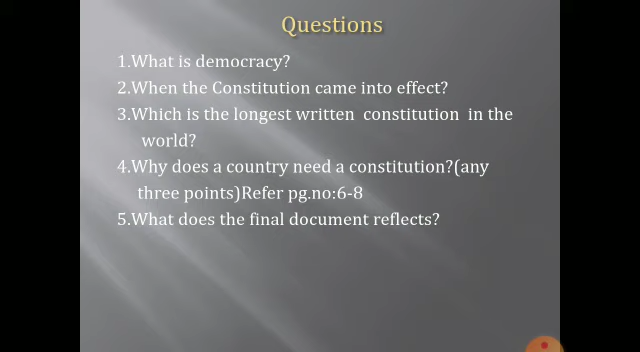 Questions
1.What is democracy?
2.When the Constitution came into effect?
3.Which is the longest written constitution in the
world?
4.Why does a country need a constitution?(any
three points)Refer pg.no:6-8
5.What does the final document reflects?